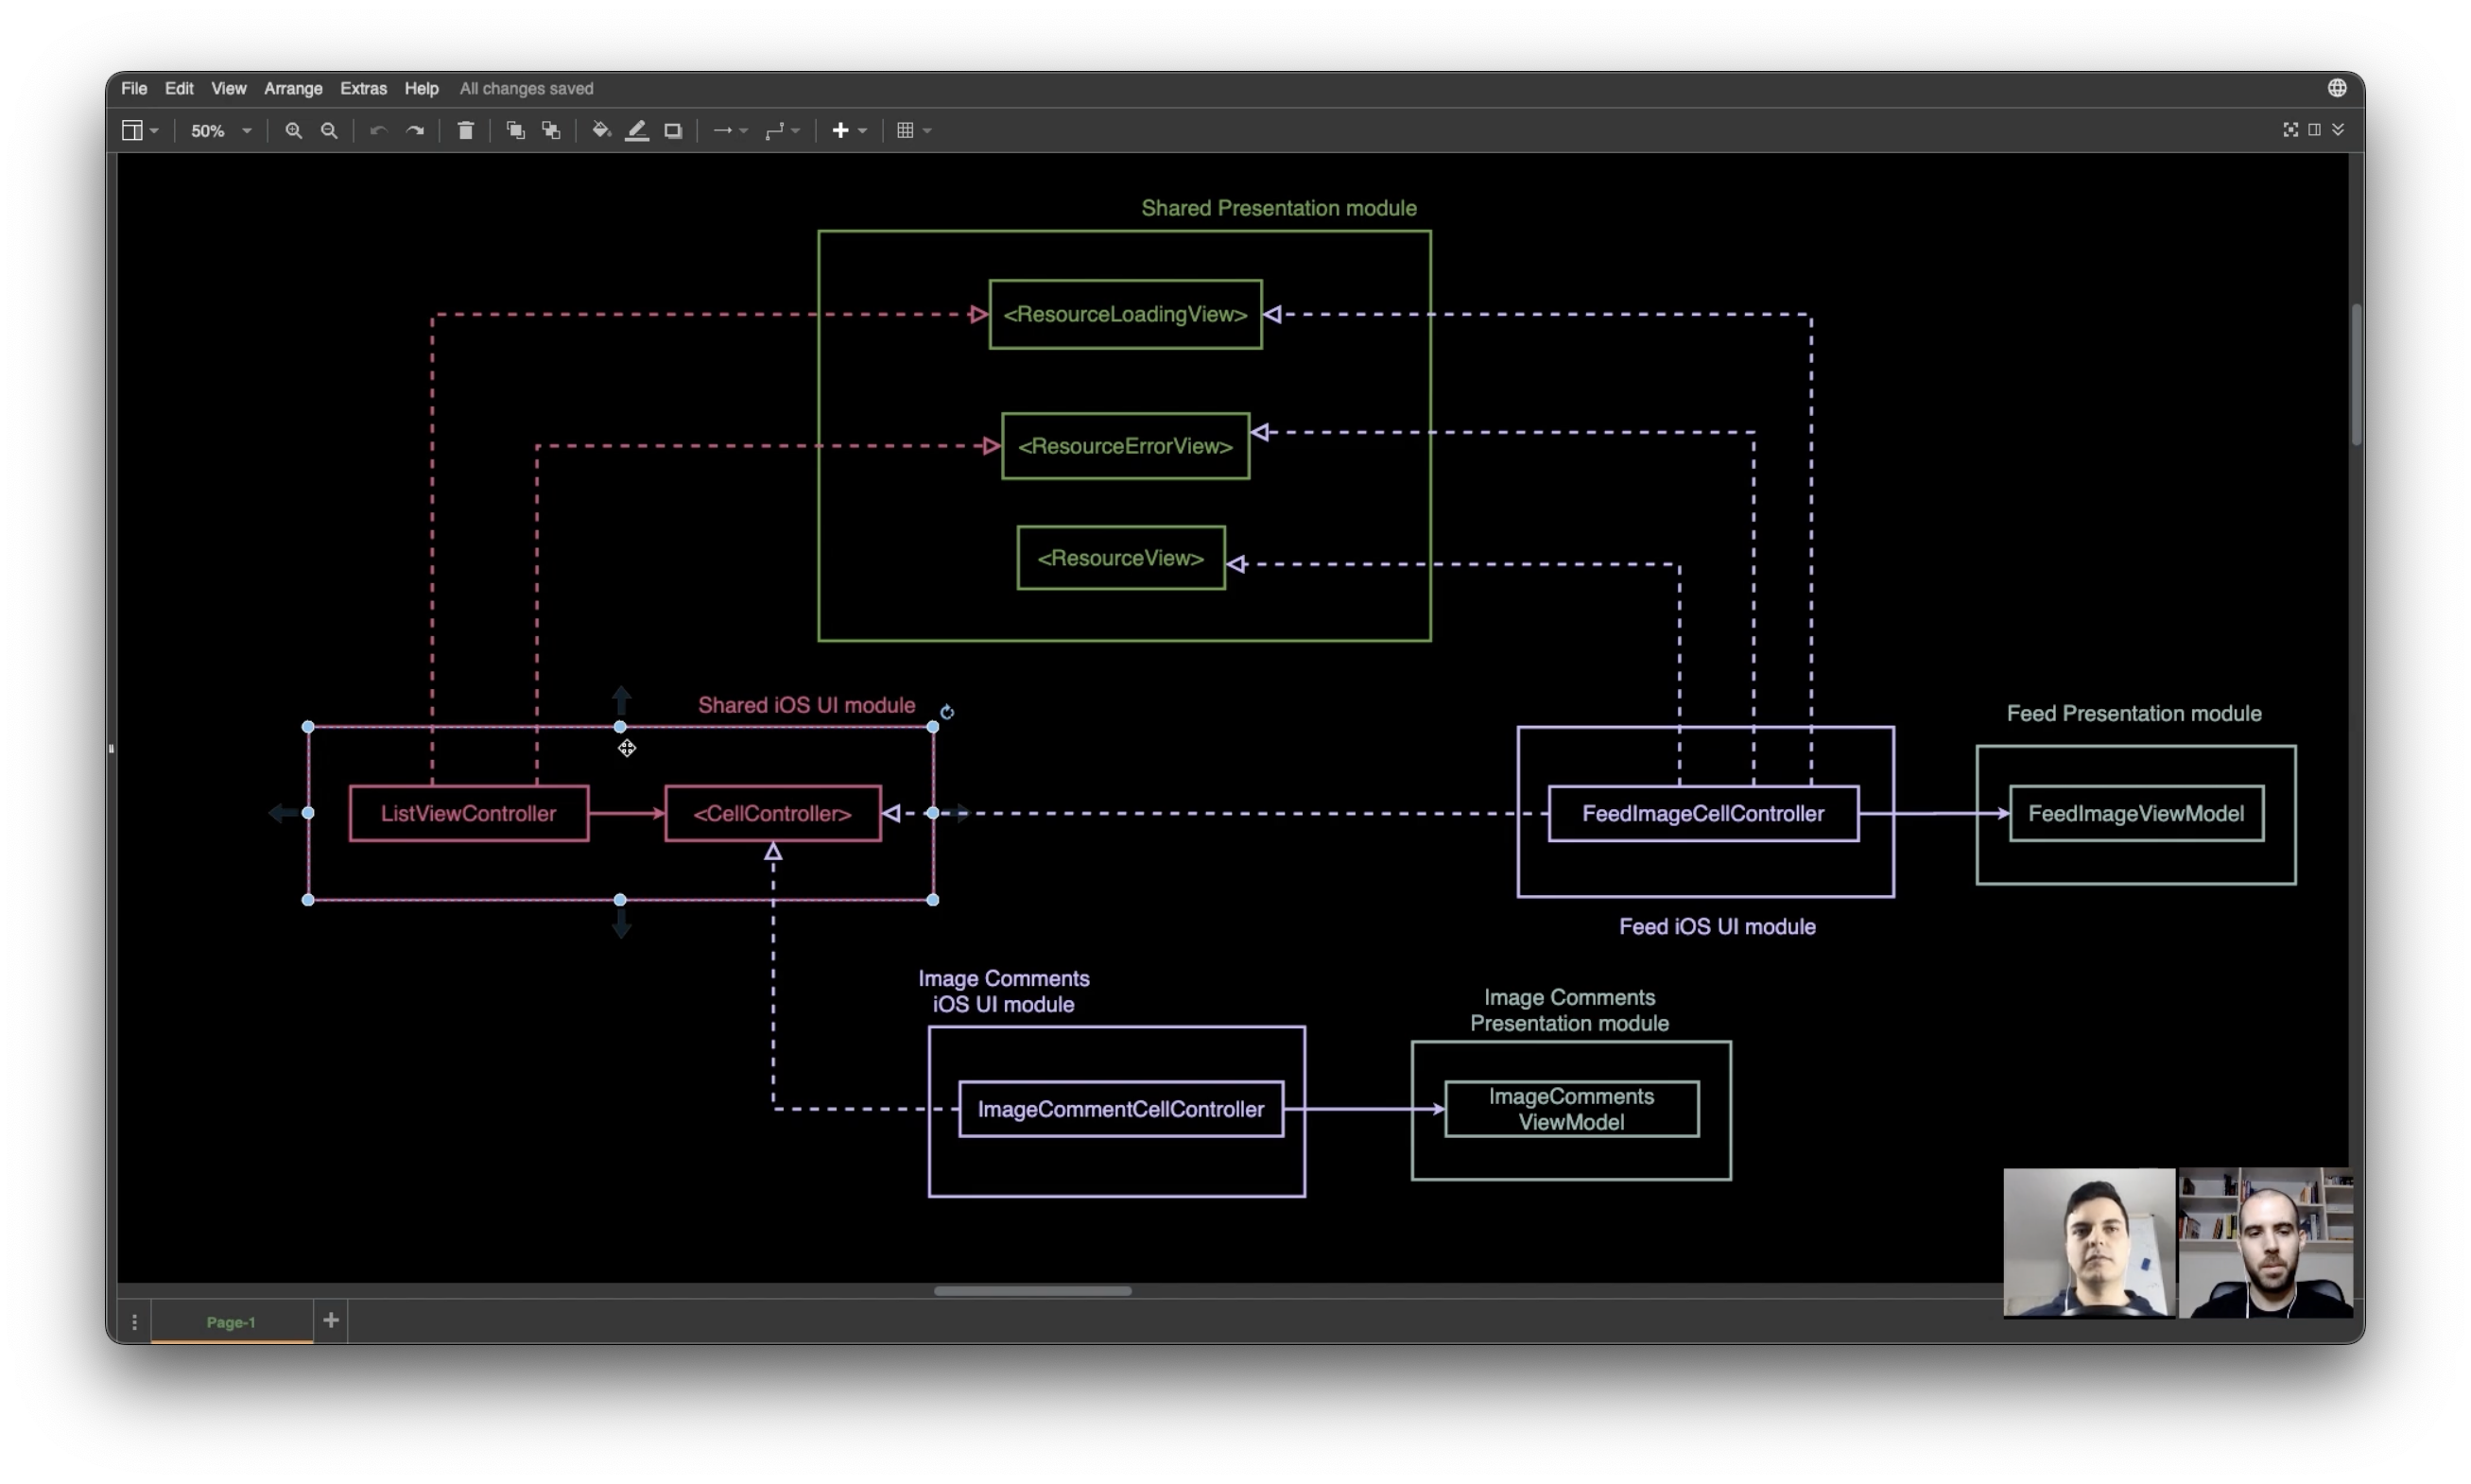 File Edit View Arrange Extras Help All changes saved
50%
Shared Presentation module
<ResourceLoadingView>
<ResourceErrorView>
<ResourceView>
Shared iOS UI module
ListViewController
<CellController>
FeedImageCellController
Feed iOS UI module
Feed Presentation module
FeedImageViewModel
Image Comments
iOS UI module
ImageCommentCellController
Image Comments
Presentation module
ImageComments
ViewModel
Page-1